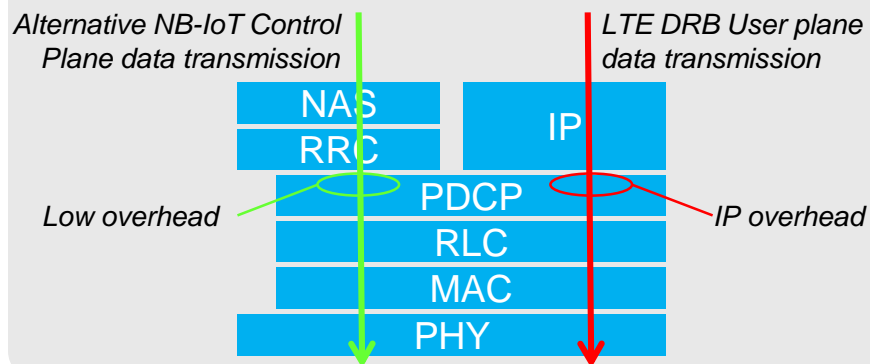 Alternative NB-IoT Control
Plane data transmission
LTE DRB User plane
data transmission
NAS
IP
RRC
PDCP
Low overhead
IP overhead
RLC
MAC
PHY